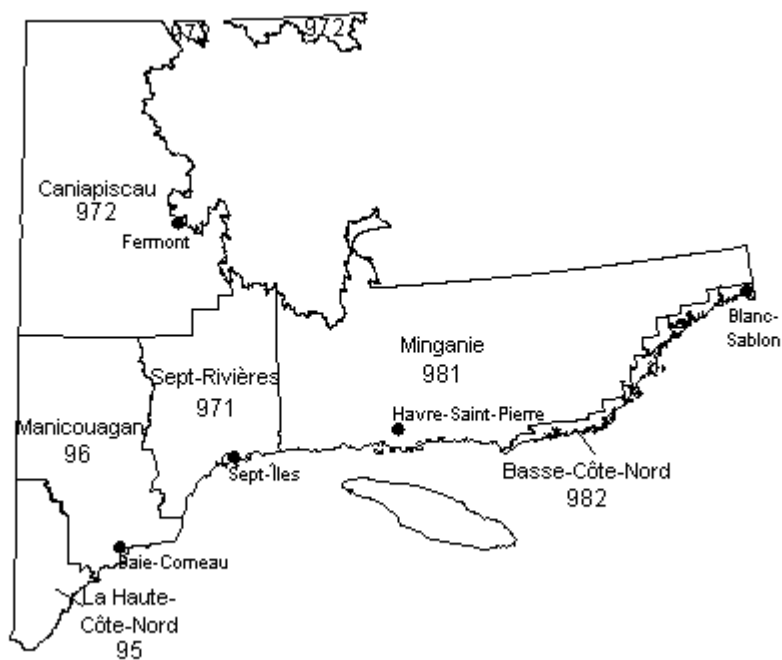 972
972
Caniapiscau
972
Fermont
Blanc-
Sablon
Minganie
981
Sept-Rivières
971
Havre-Saint-Pierre
Manicouagan
96
Sept-Îles
Basse-Côte-Nord
982
Baie-Comeau
La Haute-
Côte-Nord
95